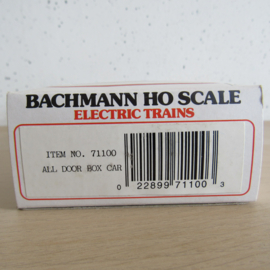 BACHMANN HO SCALE
ELECTRIC TRAINS
ITEM NO. 71100
ALL DOOR BOX CAR
0 22899 71100 3